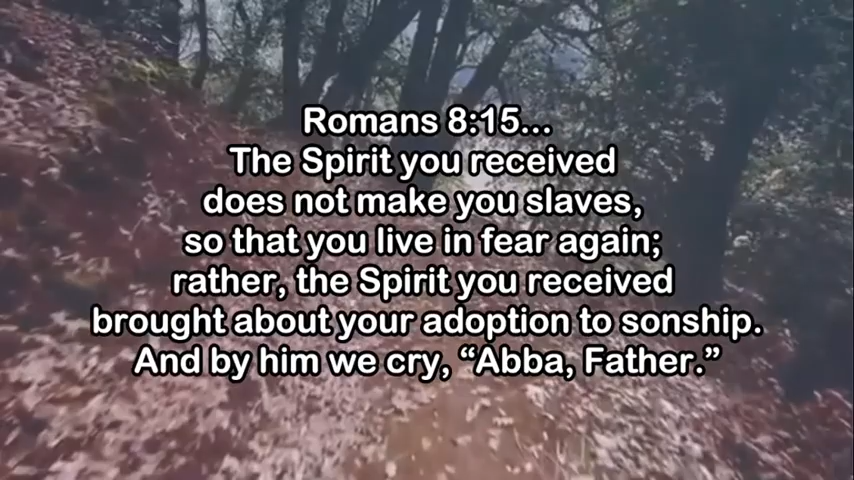 Romans 8:15...
The Spirit you received
does not make you slaves,
so that you live in fear again;
rather, the Spirit you received
brought about your adoption to sonship.
And by him we cry, “Abba, Father.”